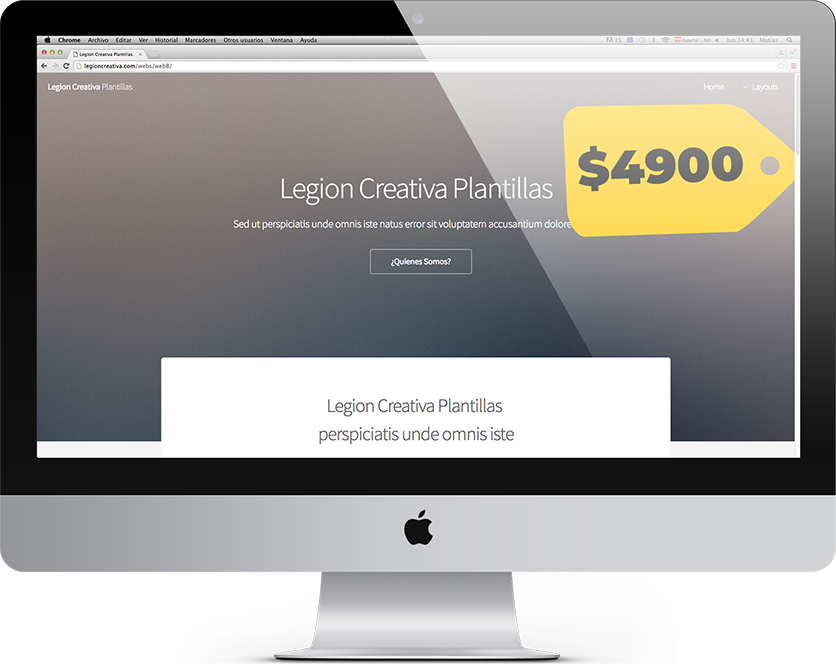 Chrome Archivo Editar Ver Historial Marcadores Otros usuarios Ventana Ayuda
Legion Creativa Plantillas
legioncreativa.com/webs/web8/
Legion Creativa Plantillas
Home Layouts
$4900
Legion Creativa Plantillas
Sed ut perspiciatis unde omnis iste natus error sit voluptatem accusantium dolore
¿Quienes Somos?
Legion Creativa Plantillas
perspiciatis unde omnis iste